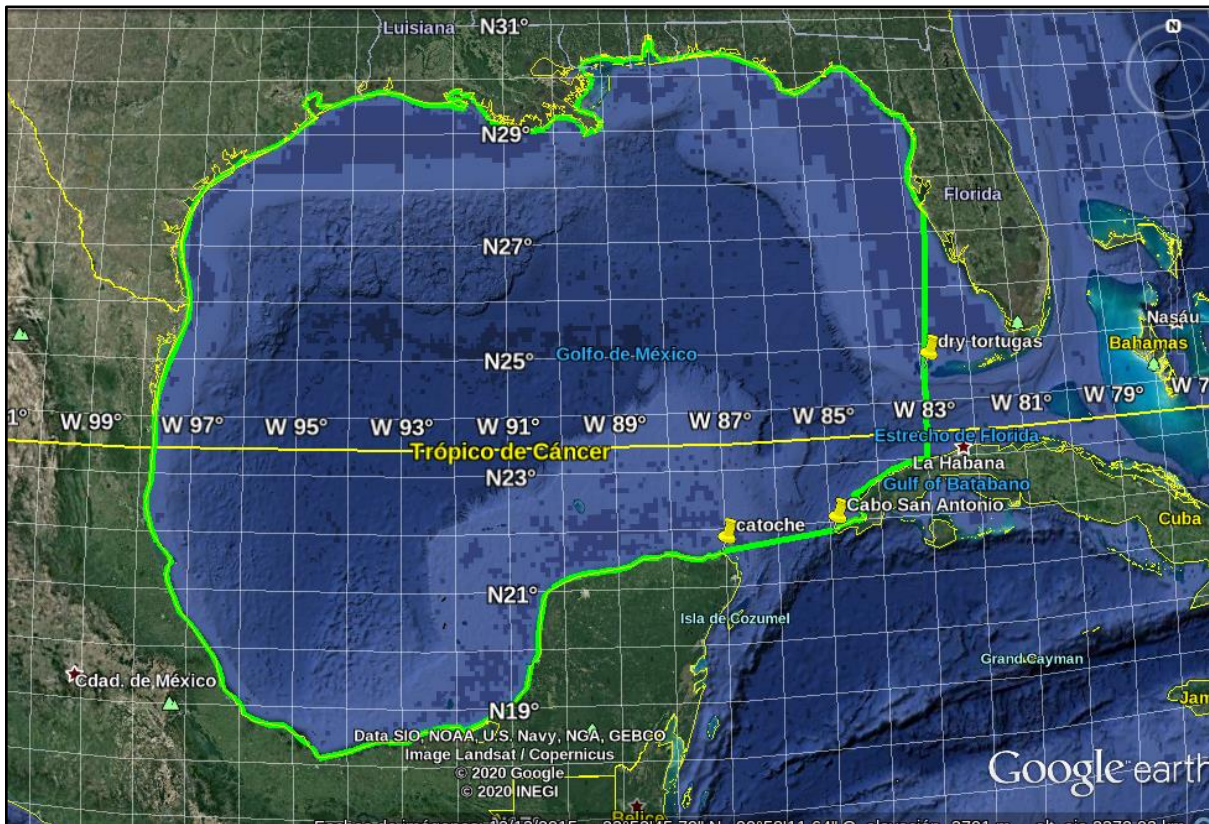 Luisiana
N31°
N
N29°
Florida
N27°
Nasáu
dry tortugas
Bahamas
Golfo de México
N25°
W 99°
W 97°
W 95°
W 93°
W 91°
W 89°
W 87°
W 85°
W 83°
W 81°
W 79°
Estrecho de Florida
Trópico de Cáncer
La Habana
N23°
Gulf of Batabano
Cabo San Antonio
catoche
Cuba
N21°
Isla de Cozumel
Grand Cayman
Cdad. de México
Jam
N19°
Data SIO, NOAA, U.S. Navy, NGA, GEBCO
Image Landsat / Copernicus
© 2020 Google
© 2020 INEGI
Google earth
Belice